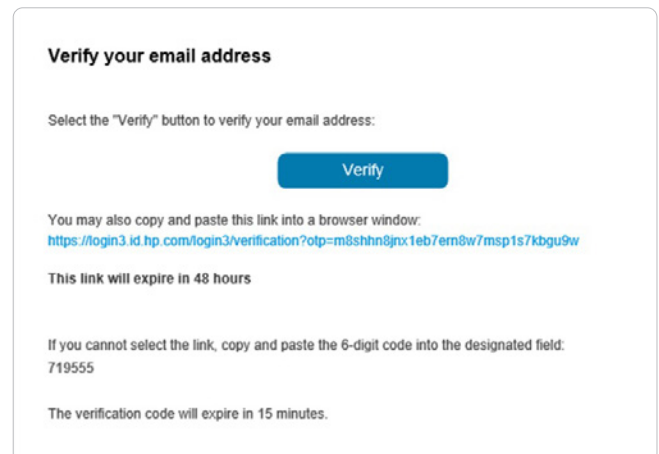 Verify your email address
Select the "Verify" button to verify your email address:
Verify
You may also copy and paste this link into a browser window:
https://login3.id.hp.com/login3/verification?otp=m8shhn8jnx1eb7ern8w7msp1s7kbgu9w
This link will expire in 48 hours
If you cannot select the link, copy and paste the 6-digit code into the designated field:
719555
The verification code will expire in 15 minutes.